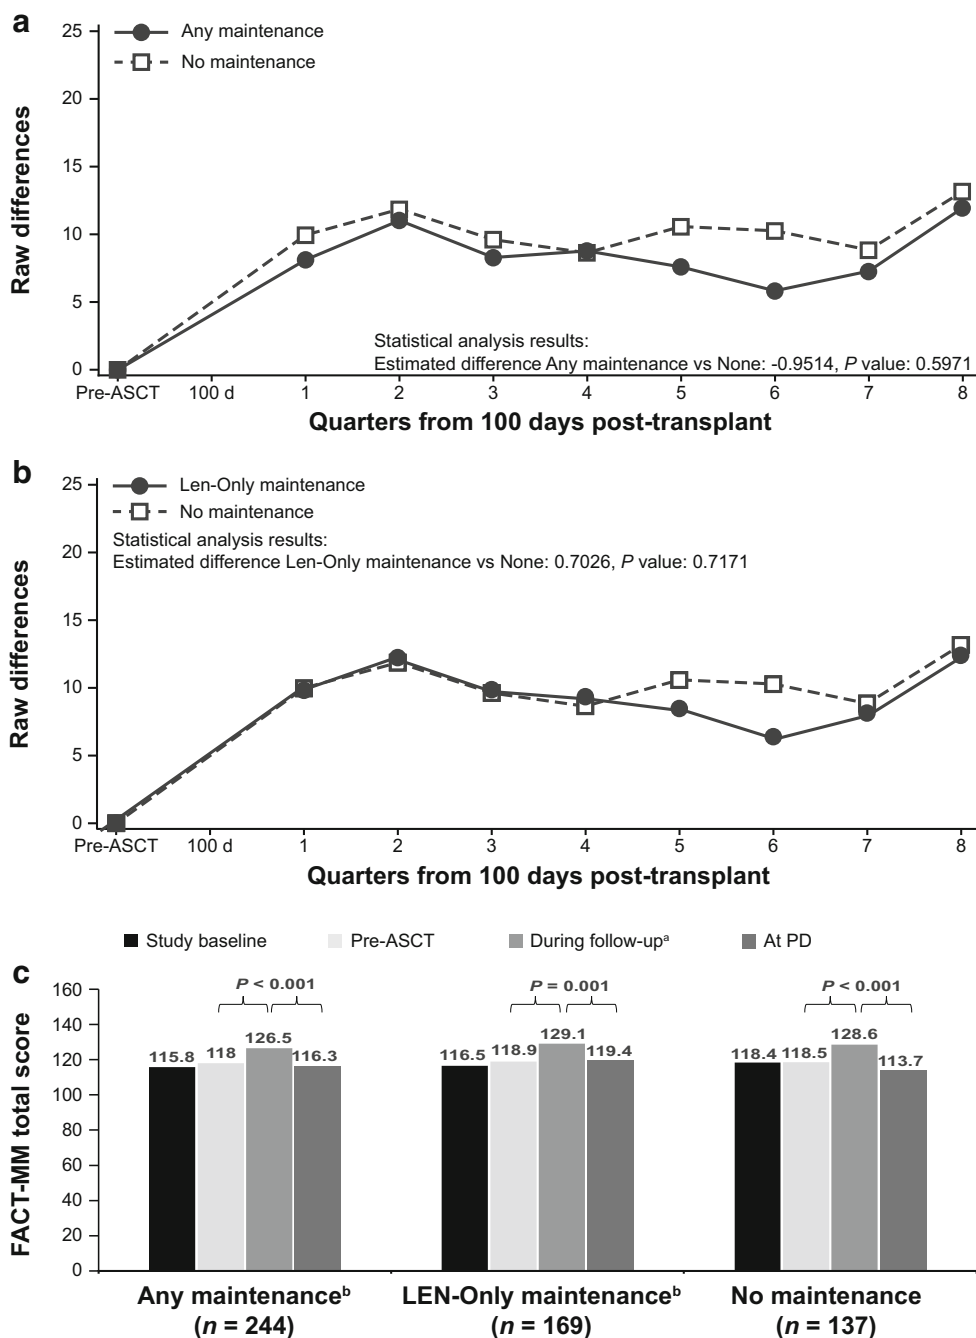 a
Any maintenance
No maintenance
25
20
15
10
5
0
Raw differences
Statistical analysis results:
Estimated difference Any maintenance vs None: -0.9514, P value: 0.5971
Pre-ASCT 100 d 1 2 3 4 5 6 7 8
Quarters from 100 days post-transplant
b
Len-Only maintenance
No maintenance
Statistical analysis results:
Estimated difference Len-Only maintenance vs None: 0.7026, P value: 0.7171
25
20
15
10
5
0
Raw differences
Pre-ASCT 100 d 1 2 3 4 5 6 7 8
Quarters from 100 days post-transplant
Study baseline Pre-ASCT During follow-upᵃ At PD
c
160
140
120
100
80
60
40
20
0
FACT-MM total score
P < 0.001 P = 0.001 P < 0.001
115.8 118 126.5 116.3 116.5 118.9 129.1 119.4 118.4 118.5 128.6 113.7
Any maintenanceᵇ LEN-Only maintenanceᵇ No maintenance
(n = 244) (n = 169) (n = 137)